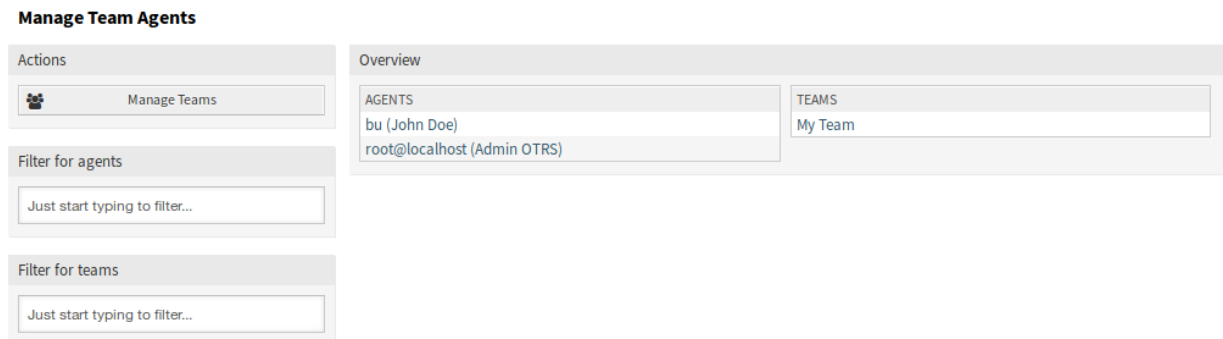 Manage Team Agents
Actions
Manage Teams
Filter for agents
Just start typing to filter...
Filter for teams
Just start typing to filter...
Overview
AGENTS
bu (John Doe)
root@localhost (Admin OTRS)
TEAMS
My Team